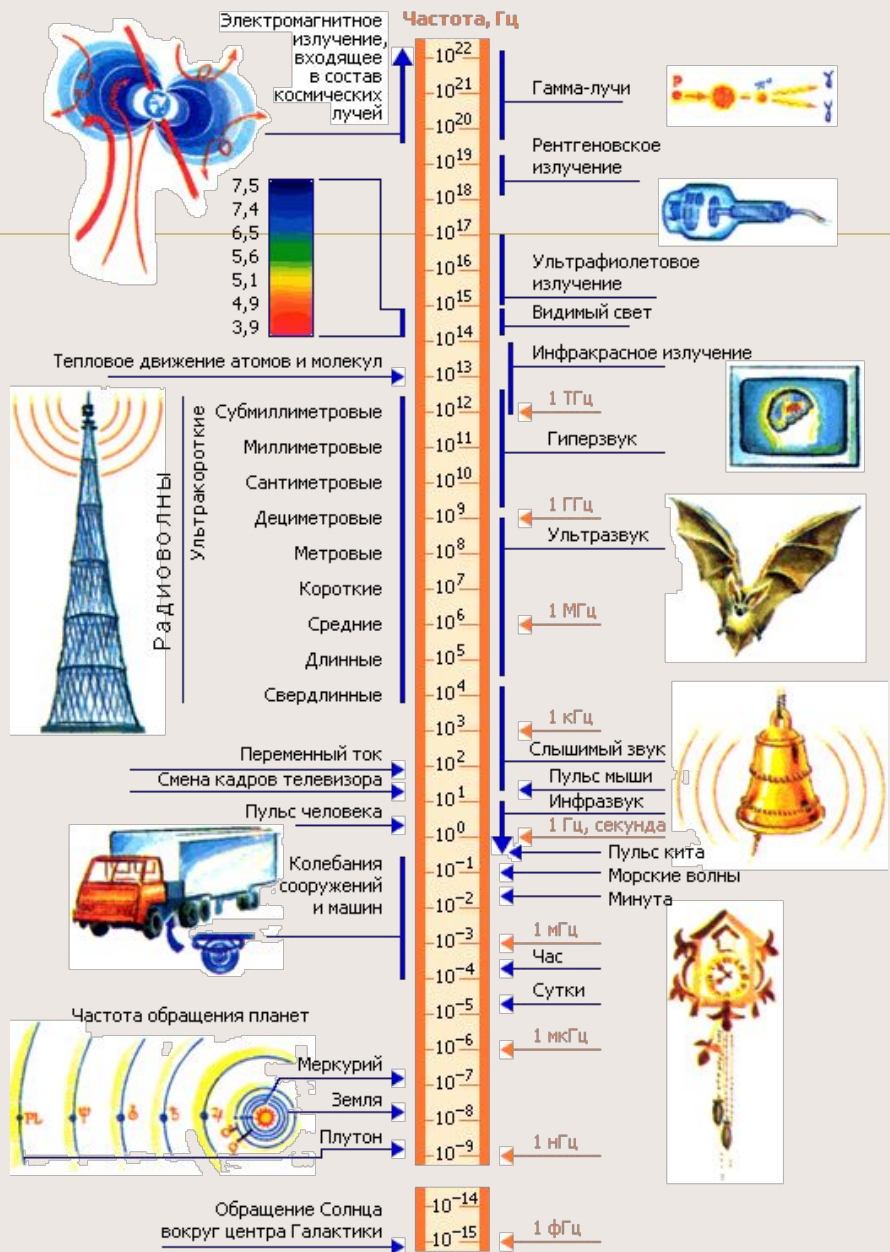 Частота, Гц
Электромагнитное
излучение,
входящее
в состав
космических
лучей
7,5
7,4
6,5
5,6
5,1
4,9
3,9
Тепловое движение атомов и молекул
Радиоволны
Ультракороткие
Субмиллиметровые
Миллиметровые
Сантиметровые
Дециметровые
Метровые
Короткие
Средние
Длинные
Свердлинные
Переменный ток
Смена кадров телевизора
Пульс человека
Колебания
сооружений
и машин
Частота обращения планет
Меркурий
Земля
Плутон
Обращение Солнца
вокруг центра Галактики
10²²
10²¹
10²⁰
10¹⁹
10¹⁸
10¹⁷
10¹⁶
10¹⁵
10¹⁴
10¹³
10¹²
10¹¹
10¹⁰
10⁹
10⁸
10⁷
10⁶
10⁵
10⁴
10³
10²
10¹
10⁰
10⁻¹
10⁻²
10⁻³
10⁻⁴
10⁻⁵
10⁻⁶
10⁻⁷
10⁻⁸
10⁻⁹
10⁻¹⁴
10⁻¹⁵
Гамма-лучи
Рентгеновское
излучение
Ультрафиолетовое
излучение
Видимый свет
Инфракрасное излучение
1 ТГц
Гиперзвук
1 ГГц
Ультразвук
1 МГц
1 кГц
Слышимый звук
Пульс мыши
Инфразвук
1 Гц, секунда
Пульс кита
Морские волны
Минута
1 мГц
Час
Сутки
1 мкГц
1 нГц
1 фГц